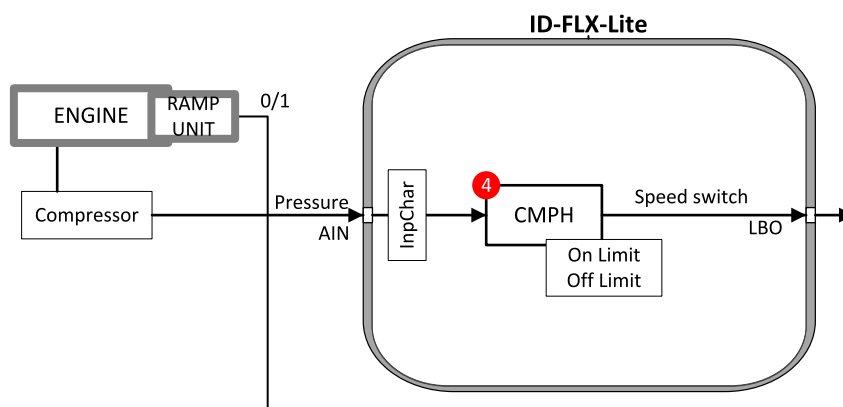 ID-FLX-Lite
ENGINE
RAMP
UNIT
0/1
Compressor
Pressure
AIN
InpChar
4
CMPH
On Limit
Off Limit
Speed switch
LBO